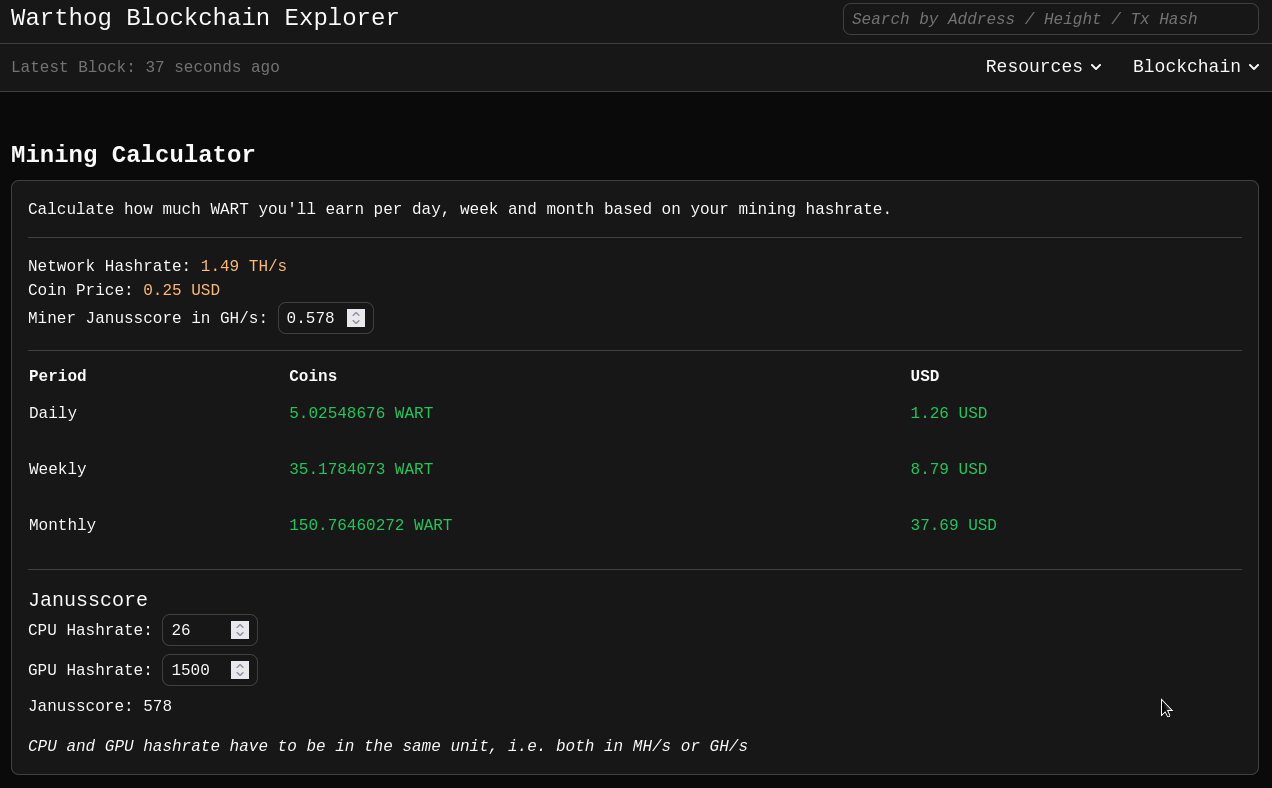 Warthog Blockchain Explorer
Search by Address / Height / Tx Hash
Latest Block: 37 seconds ago
Resources
Blockchain
Mining Calculator
Calculate how much WART you'll earn per day, week and month based on your mining hashrate.
Network Hashrate: 1.49 TH/s
Coin Price: 0.25 USD
Miner Janusscore in GH/s: 0.578
Period Coins USD
Daily 5.02548676 WART 1.26 USD
Weekly 35.1784073 WART 8.79 USD
Monthly 150.76460272 WART 37.69 USD
Janusscore
CPU Hashrate: 26
GPU Hashrate: 1500
Janusscore: 578
CPU and GPU hashrate have to be in the same unit, i.e. both in MH/s or GH/s